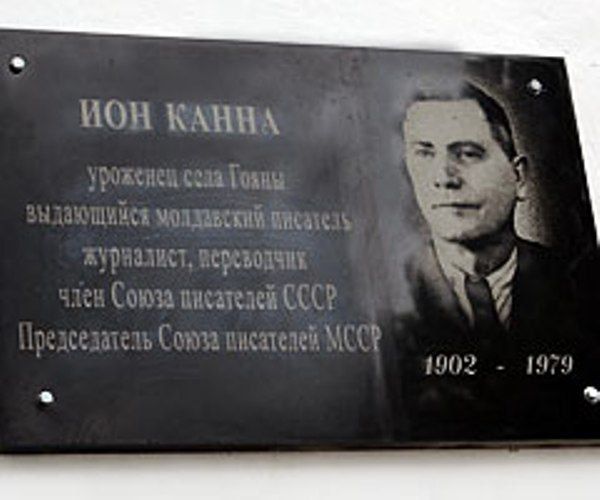 ИОН КАННА
уроженец села Гояны
выдающийся молдавский писатель
журналист, переводчик
член Союза писателей СССР
Председатель Союза писателей МССР
1902 - 1979